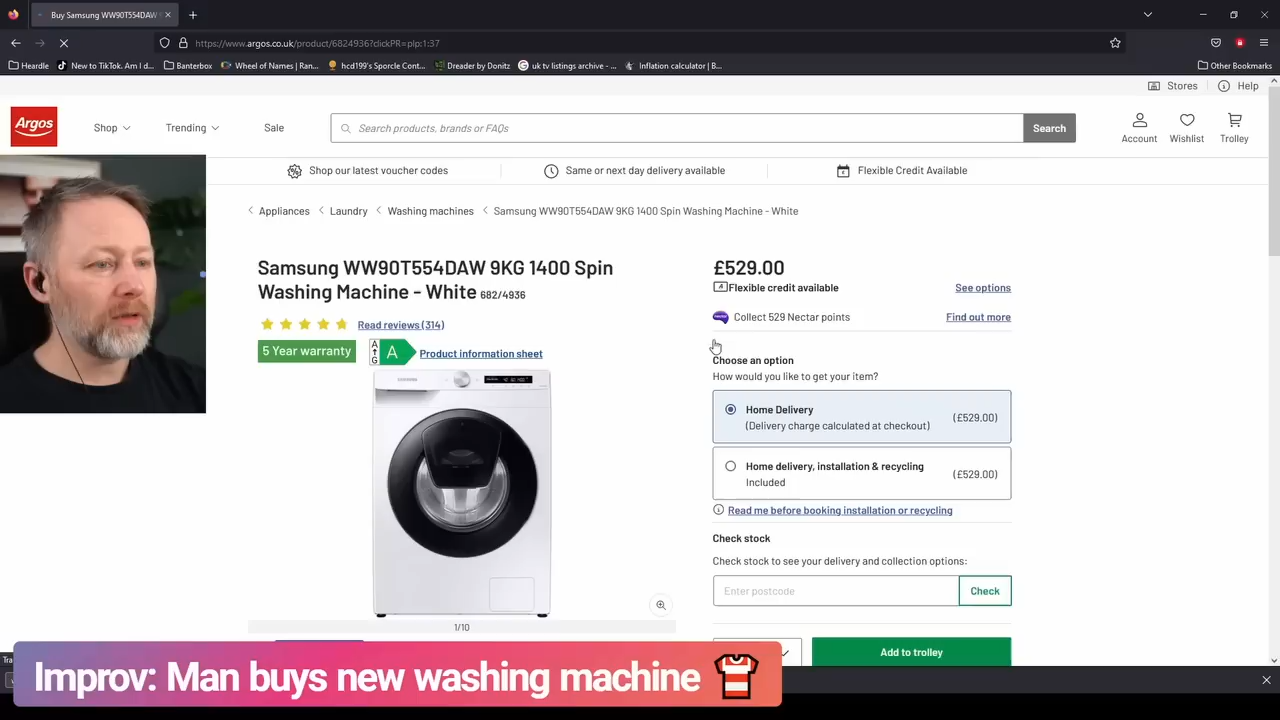 Buy Samsung WW90T554DAW
https://www.argos.co.uk/product/6824936?clickPR=plp:1:37
Heardle
New to TikTok. Am I d...
Banterbox
Wheel of Names | Ran...
hcd199's Sporcle Cont...
Dreader by Donitz
uk tv listings archive - ...
Inflation calculator | B...
Other Bookmarks
Stores
Help
Argos
Shop
Trending
Sale
Search products, brands or FAQs
Search
Account
Wishlist
Trolley
Shop our latest voucher codes
Same or next day delivery available
Flexible Credit Available
Appliances
Laundry
Washing machines
Samsung WW90T554DAW 9KG 1400 Spin Washing Machine - White
Samsung WW90T554DAW 9KG 1400 Spin
Washing Machine - White 682/4936
Read reviews (314)
5 Year warranty
A
G
A
Product information sheet
SAMSUNG
1/10
£529.00
Flexible credit available
See options
nectar
Collect 529 Nectar points
Find out more
Choose an option
How would you like to get your item?
Home Delivery
(£529.00)
(Delivery charge calculated at checkout)
Home delivery, installation & recycling
(£529.00)
Included
Read me before booking installation or recycling
Check stock
Check stock to see your delivery and collection options:
Enter postcode
Check
Add to trolley
Improv: Man buys new washing machine